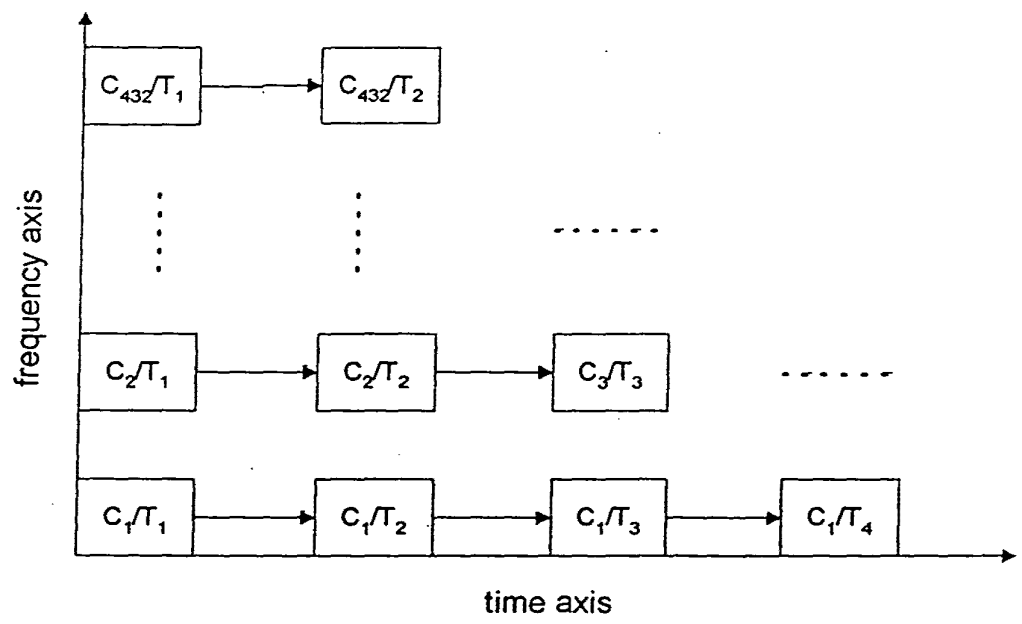 C₄₃₂/T₁ C₄₃₂/T₂
frequency axis
C₂/T₁ C₂/T₂ C₃/T₃
C₁/T₁ C₁/T₂ C₁/T₃ C₁/T₄
time axis